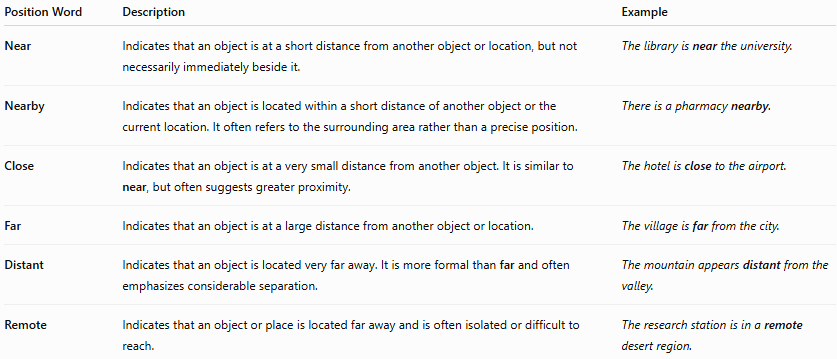 Position Word Description Example
Near Indicates that an object is at a short distance from another object or location, but not The library is near the university.
necessarily immediately beside it.
Nearby Indicates that an object is located within a short distance of another object or the There is a pharmacy nearby.
current location. It often refers to the surrounding area rather than a precise position.
Close Indicates that an object is at a very small distance from another object. It is similar to The hotel is close to the airport.
near, but often suggests greater proximity.
Far Indicates that an object is at a large distance from another object or location. The village is far from the city.
Distant Indicates that an object is located very far away. It is more formal than far and often The mountain appears distant from the
emphasizes considerable separation. valley.
Remote Indicates that an object or place is located far away and is often isolated or difficult to The research station is in a remote
reach. desert region.